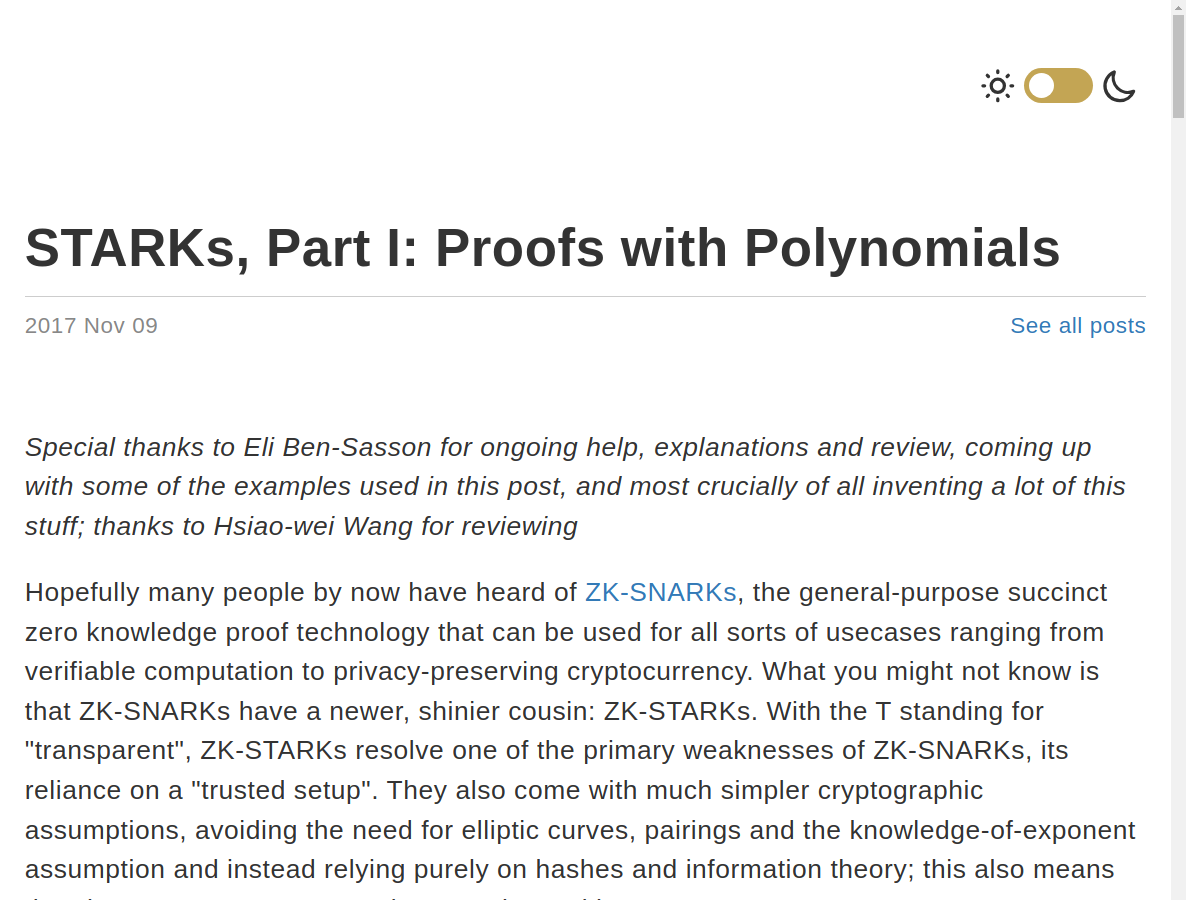 STARKs, Part I: Proofs with Polynomials
2017 Nov 09
See all posts
Special thanks to Eli Ben-Sasson for ongoing help, explanations and review, coming up
with some of the examples used in this post, and most crucially of all inventing a lot of this
stuff; thanks to Hsiao-wei Wang for reviewing
Hopefully many people by now have heard of ZK-SNARKs, the general-purpose succinct
zero knowledge proof technology that can be used for all sorts of usecases ranging from
verifiable computation to privacy-preserving cryptocurrency. What you might not know is
that ZK-SNARKs have a newer, shinier cousin: ZK-STARKs. With the T standing for
"transparent", ZK-STARKs resolve one of the primary weaknesses of ZK-SNARKs, its
reliance on a "trusted setup". They also come with much simpler cryptographic
assumptions, avoiding the need for elliptic curves, pairings and the knowledge-of-exponent
assumption and instead relying purely on hashes and information theory; this also means